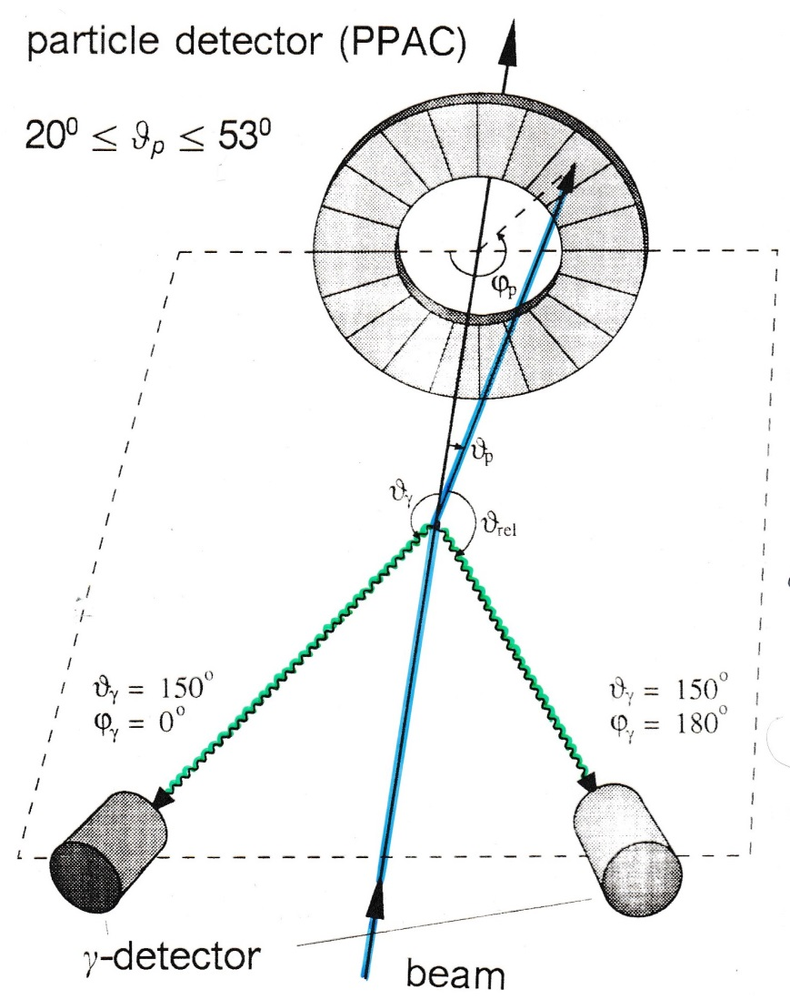 particle detector (PPAC)
20⁰ ≤ ϑₚ ≤ 53⁰
φₚ
ϑₚ
ϑᵧ
ϑrel
ϑᵧ = 150°
φᵧ = 0°
ϑᵧ = 150°
φᵧ = 180°
γ-detector
beam